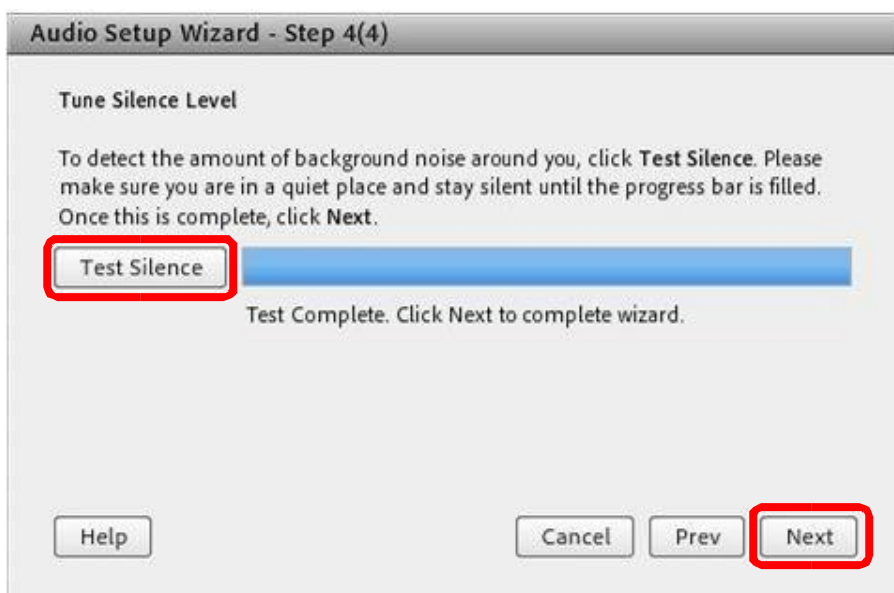 Audio Setup Wizard - Step 4(4)
Tune Silence Level
To detect the amount of background noise around you, click Test Silence. Please
make sure you are in a quiet place and stay silent until the progress bar is filled.
Once this is complete, click Next.
Test Silence
Test Complete. Click Next to complete wizard.
Help Cancel Prev Next